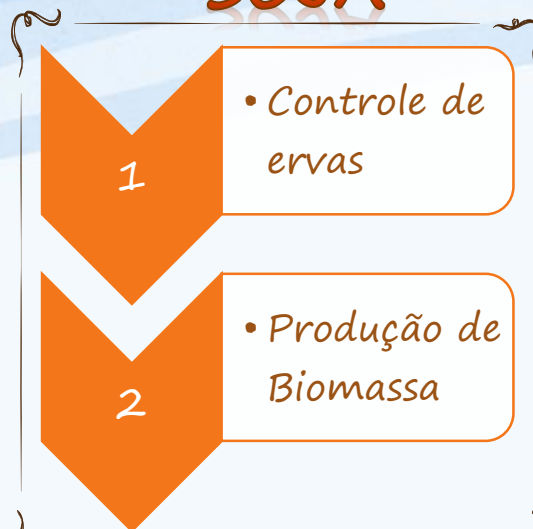 1
• Controle de
ervas
2
• Produção de
Biomassa